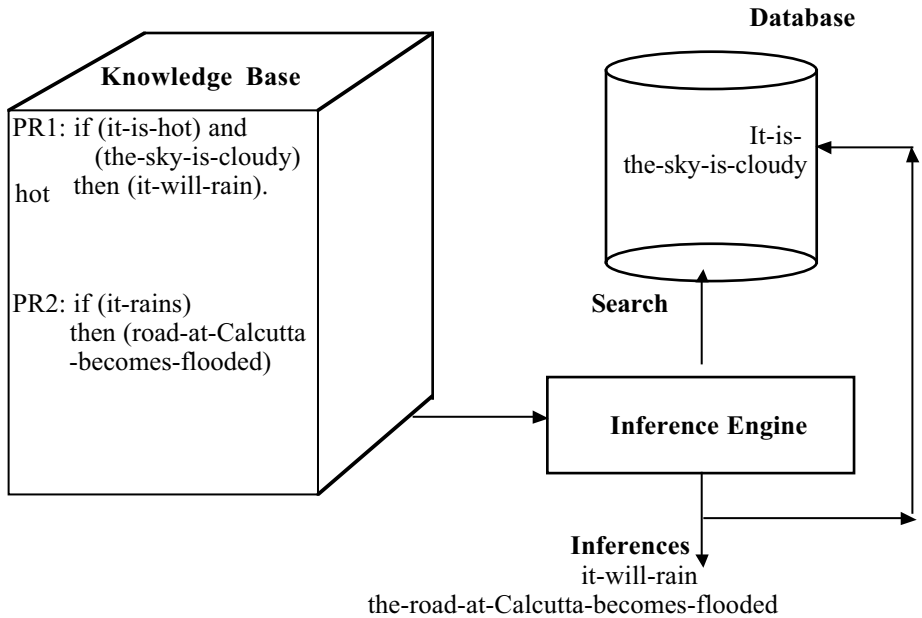 Database
Knowledge Base
PR1: if (it-is-hot) and
(the-sky-is-cloudy)
hot then (it-will-rain).
It-is-
the-sky-is-cloudy
PR2: if (it-rains)
then (road-at-Calcutta
-becomes-flooded)
Search
Inference Engine
Inferences
it-will-rain
the-road-at-Calcutta-becomes-flooded